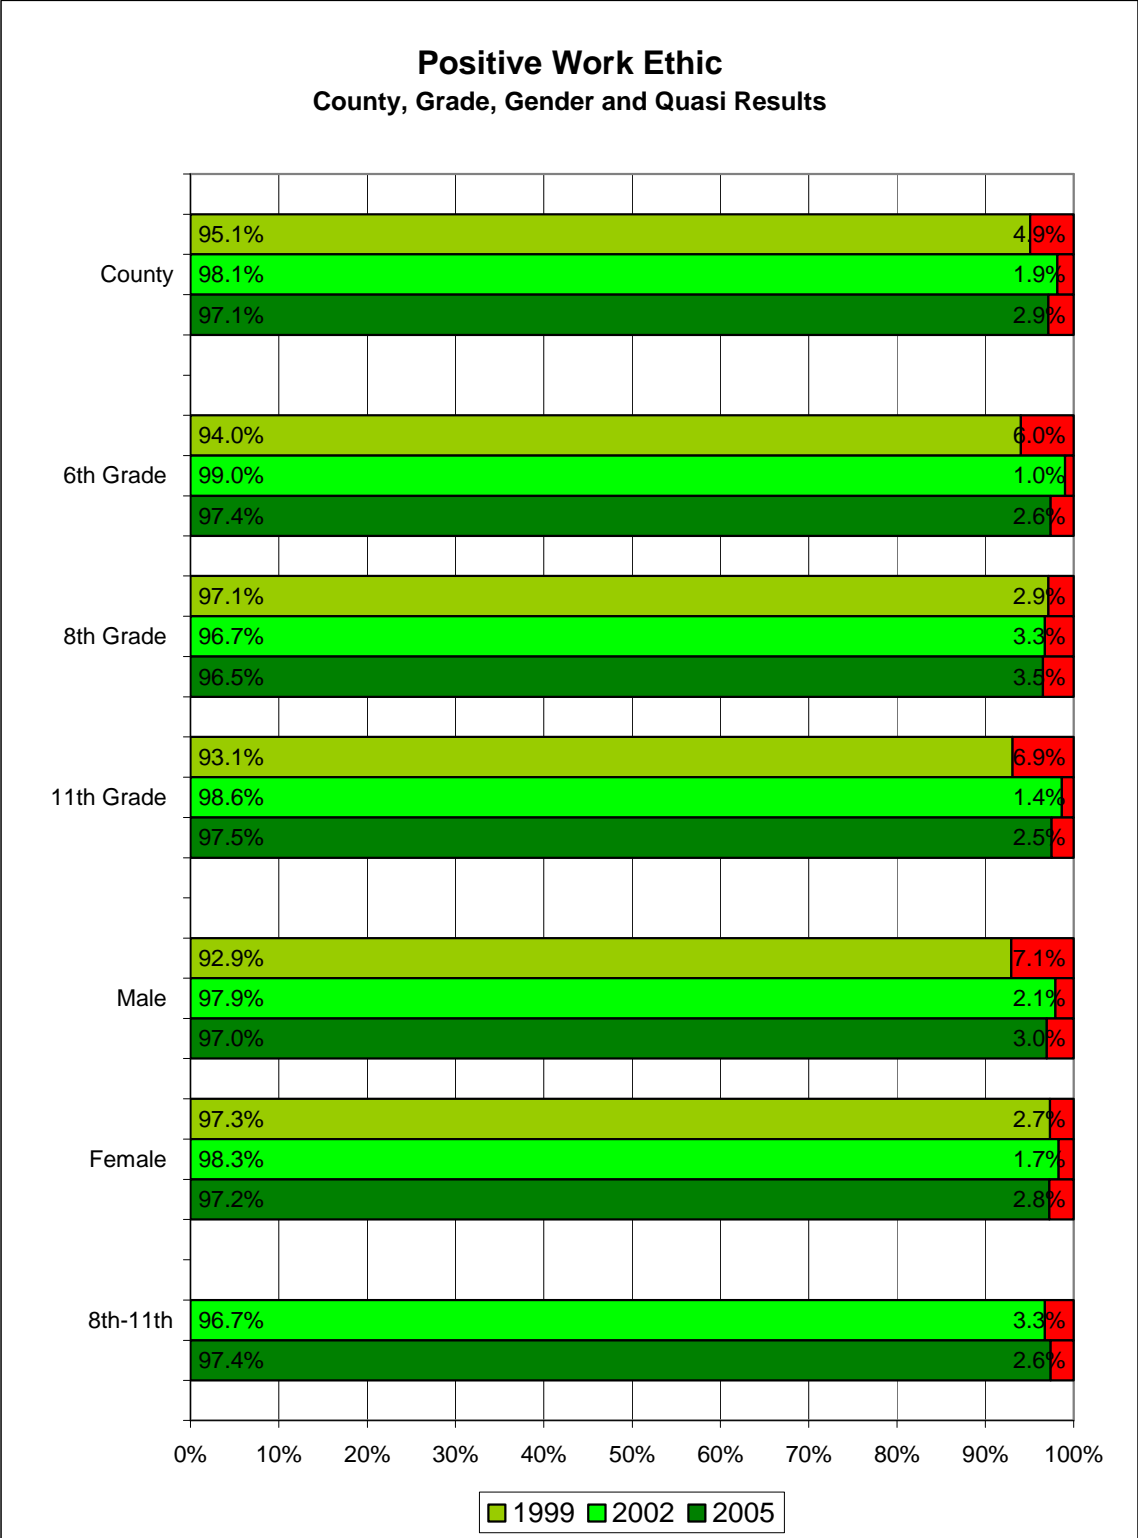 Positive Work Ethic
County, Grade, Gender and Quasi Results
95.1% 4.9%
County 98.1% 1.9%
97.1% 2.9%
94.0% 6.0%
6th Grade 99.0% 1.0%
97.4% 2.6%
97.1% 2.9%
8th Grade 96.7% 3.3%
96.5% 3.5%
93.1% 6.9%
11th Grade 98.6% 1.4%
97.5% 2.5%
92.9% 7.1%
Male 97.9% 2.1%
97.0% 3.0%
97.3% 2.7%
Female 98.3% 1.7%
97.2% 2.8%
8th-11th 96.7% 3.3%
97.4% 2.6%
0% 10% 20% 30% 40% 50% 60% 70% 80% 90% 100%
1999 2002 2005